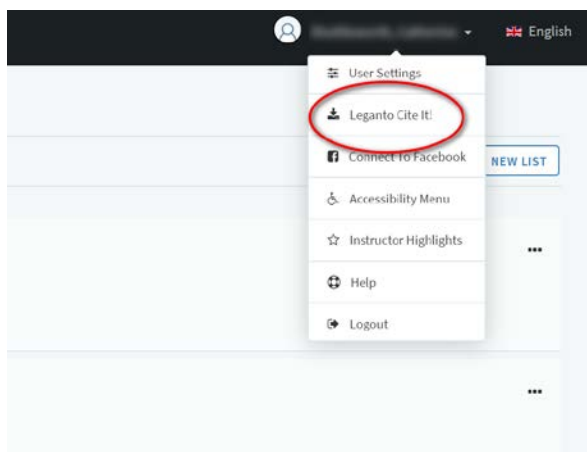 English
User Settings
Leganto Cite It!
Connect To Facebook
NEW LIST
Accessibility Menu
Instructor Highlights
Help
Logout